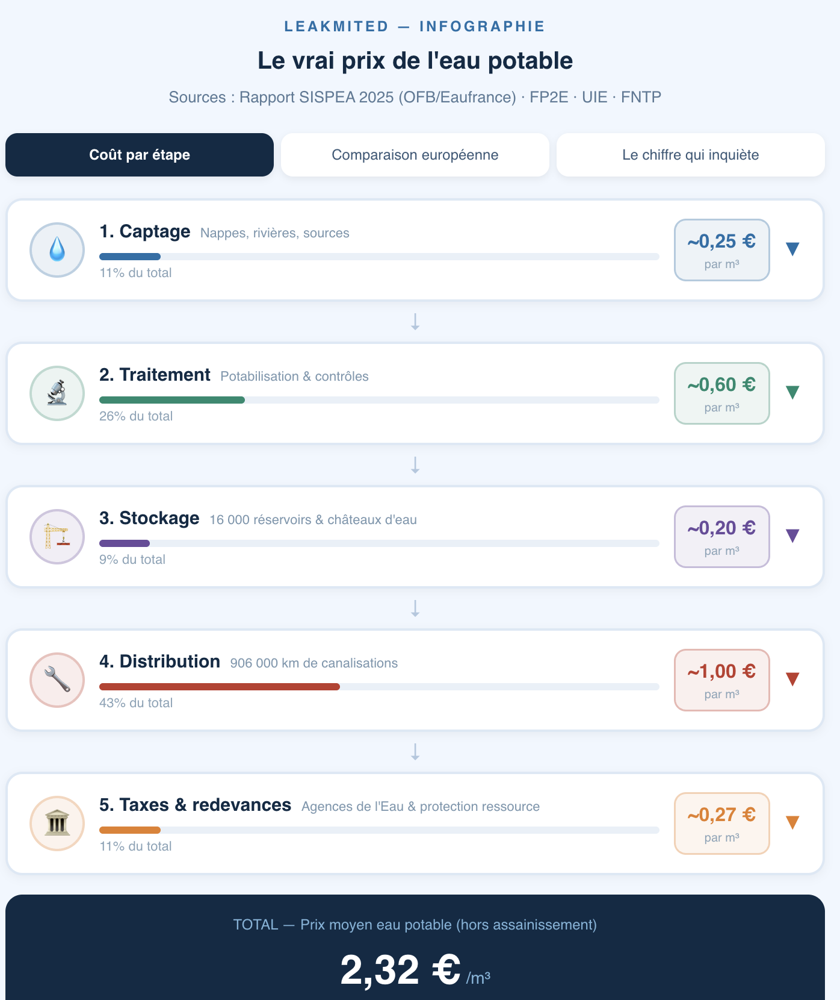 LEAKMITED — INFOGRAPHIE
Le vrai prix de l'eau potable
Sources : Rapport SISPEA 2025 (OFB/Eaufrance) · FP2E · UIE · FNTP
Coût par étape
Comparaison européenne
Le chiffre qui inquiète
1. Captage Nappes, rivières, sources
11% du total
~0,25 €
par m³
▼
↓
2. Traitement Potabilisation & contrôles
26% du total
~0,60 €
par m³
▼
↓
3. Stockage 16 000 réservoirs & châteaux d'eau
9% du total
~0,20 €
par m³
▼
↓
4. Distribution 906 000 km de canalisations
43% du total
~1,00 €
par m³
▼
↓
5. Taxes & redevances Agences de l'Eau & protection ressource
11% du total
~0,27 €
par m³
▼
TOTAL — Prix moyen eau potable (hors assainissement)
2,32 € /m³